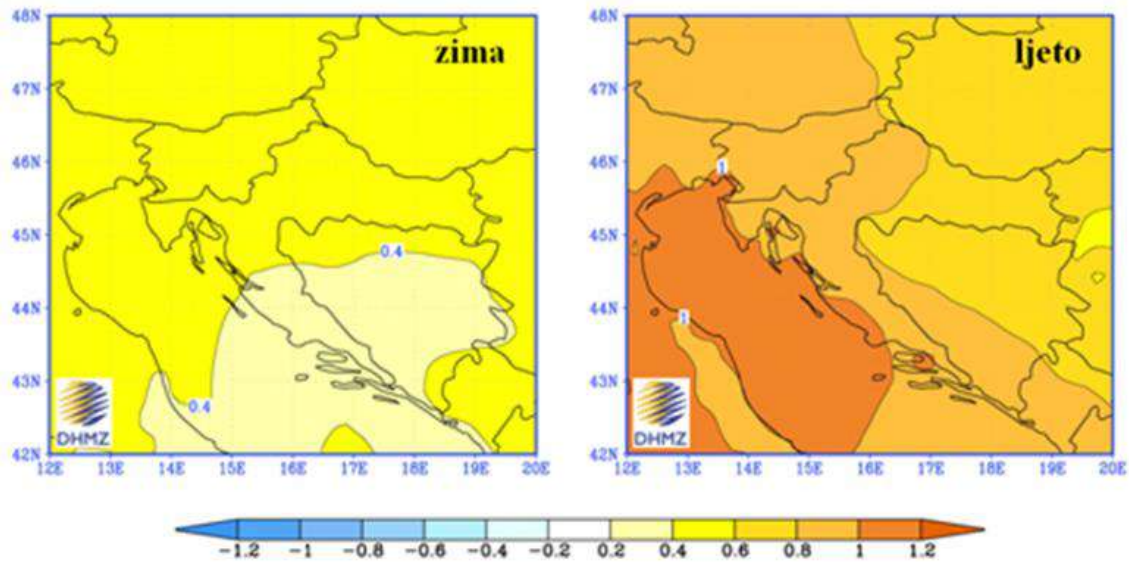 48N
zima
47N
46N
45N
0.4
44N
43N
0.4
DHMZ
42N
12E 13E 14E 15E 16E 17E 18E 19E 20E
48N
ljeto
47N
46N
1
45N
44N
1
43N
DHMZ
42N
12E 13E 14E 15E 16E 17E 18E 19E 20E
-1.2 -1 -0.8 -0.6 -0.4 -0.2 0.2 0.4 0.6 0.8 1 1.2